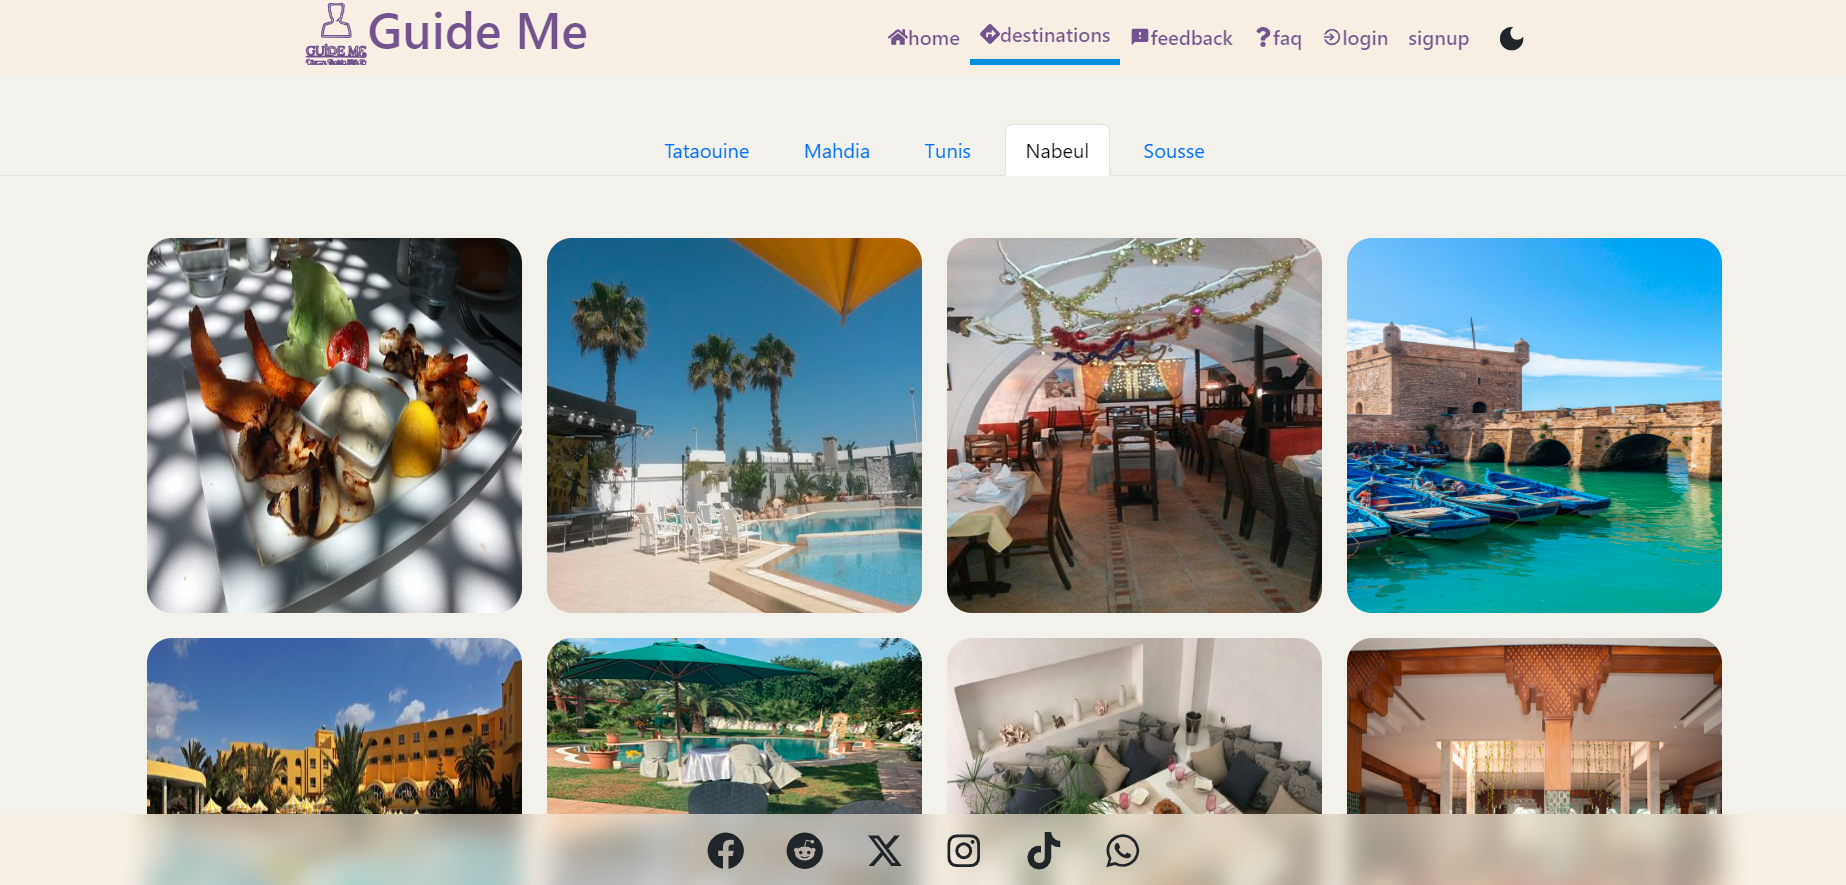 GUIDE ME
Guide Me
home
destinations
feedback
faq
login
signup
Tataouine
Mahdia
Tunis
Nabeul
Sousse